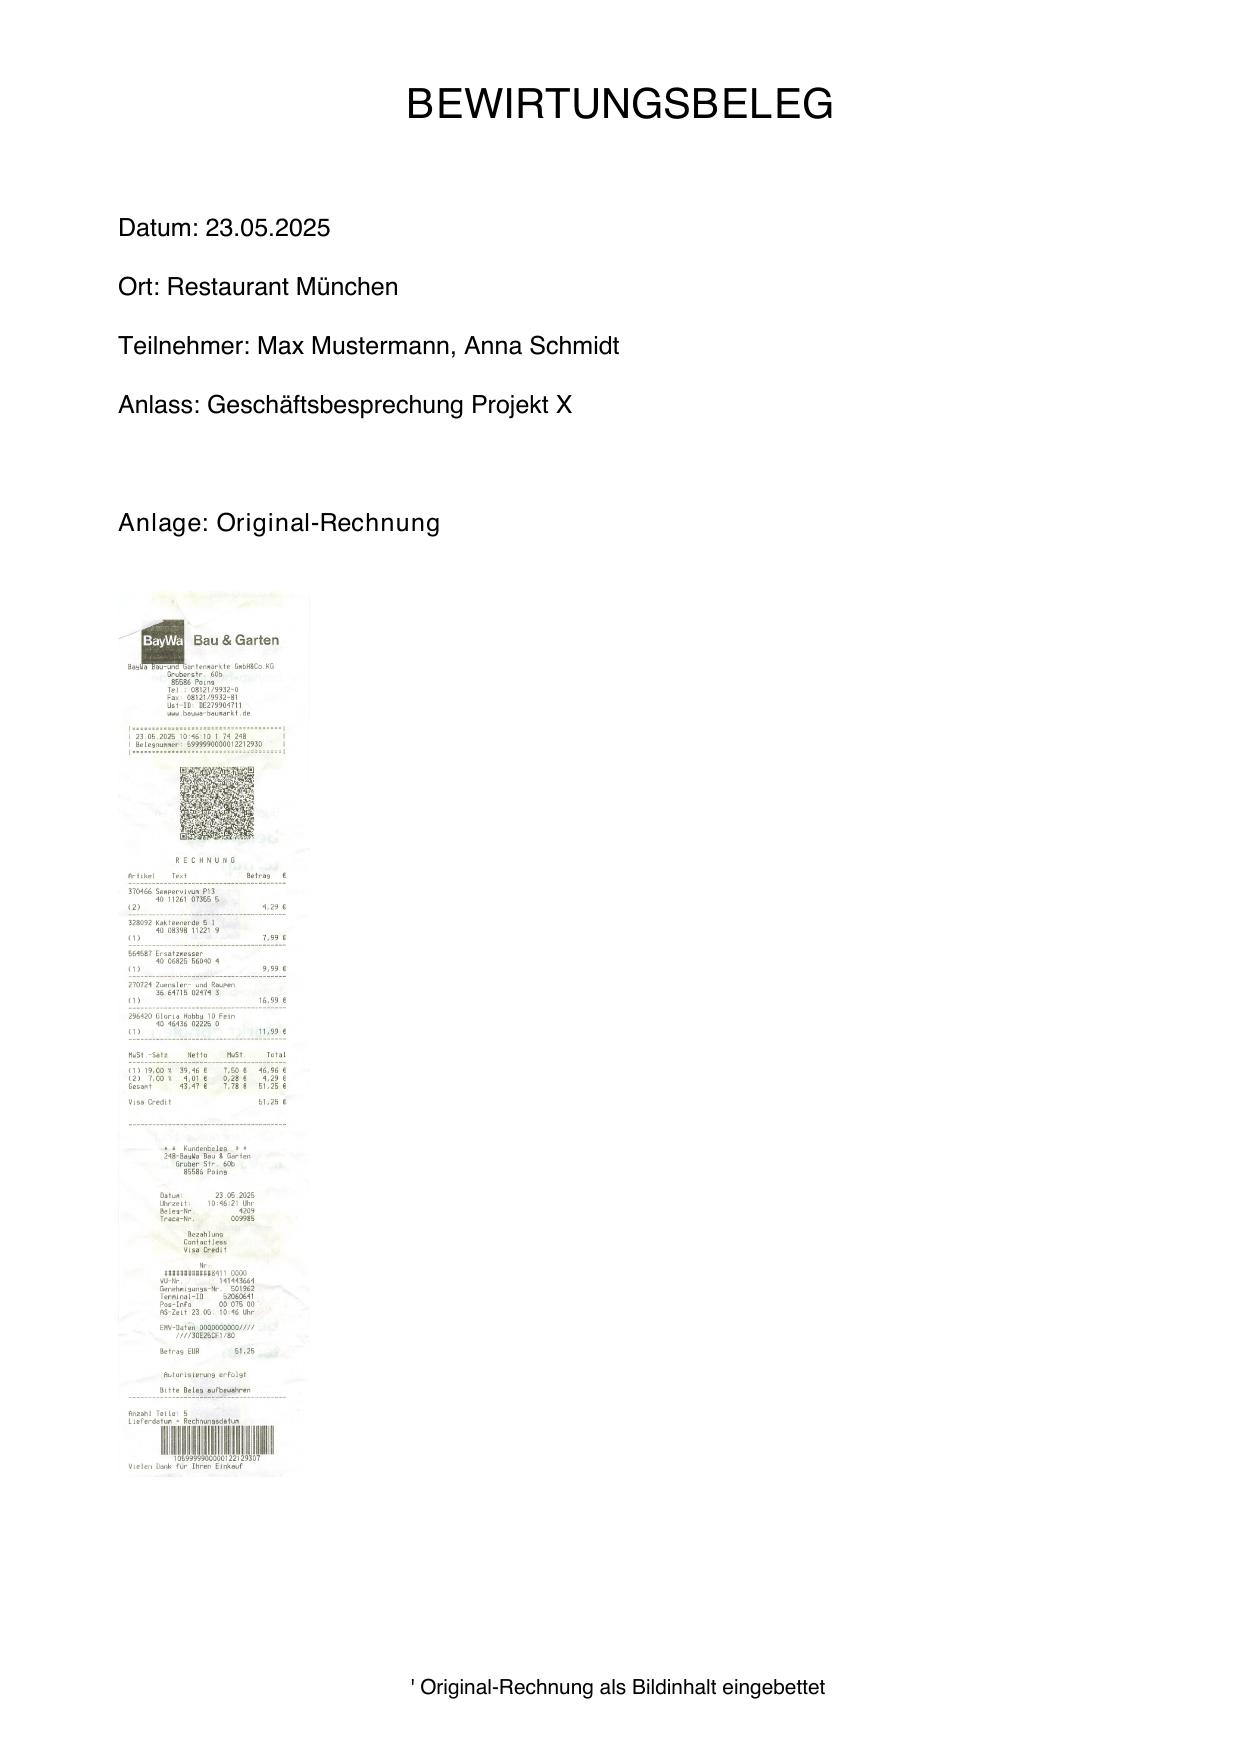 BEWIRTUNGSBELEG
Datum: 23.05.2025
Ort: Restaurant München
Teilnehmer: Max Mustermann, Anna Schmidt
Anlass: Geschäftsbesprechung Projekt X
Anlage: Original-Rechnung
BayWa Bau & Garten
BayWa Bau-und Gartenmärkte GmbH&Co.KG
Gruberstr. 60b
85586 Poing
Tel : 08121/9932-0
Fax: 08121/9932-81
Ust-ID: DE279904711
www.baywa-baumarkt.de
23.05.2025 10:46 10 1 74 248
Belegnummer: 5999990000012212930
RECHNUNG
Artikel Text Betrag €
370466 Sempervivum P13
40 11261 07355 5
(2) 4,29 €
328092 Kakteenerde 5 l
40 08398 11221 9
(1) 7,99 €
564587 Ersatzmesser
40 06825 56040 4
(1) 9,99 €
270724 Zuensler- und Raupen
36 64715 02474 3
(1) 16,99 €
296420 Gloria Hobby 10 Fein
40 46436 02225 0
(1) 11,99 €
MwSt.-Satz Netto MwSt. Total
(1) 19,00 % 39,46 € 7,50 € 46,96 €
(2) 7,00 % 4,01 € 0,28 € 4,29 €
Gesamt 43,47 € 7,78 € 51,25 €
Visa Credit 51,25 €
* * Kundenbeleg * *
248-BayWa Bau & Garten
Gruber Str. 60b
85586 Poing
Datum: 23.05.2025
Uhrzeit: 10:46:21 Uhr
Beleg-Nr. 4209
Trace-Nr. 009985
Bezahlung
Contactless
Visa Credit
Nr.
############8411 0000
VU-Nr. 141443664
Genehmigungs-Nr. 501962
Terminal-ID 52060641
Pos-Info 00 075 00
AS-Zeit 23.05. 10:46 Uhr
EMV-Daten 0000000000////
////30E25CF1/80
Betrag EUR 51,25
Autorisierung erfolgt
Bitte Beleg aufbewahren
Anzahl Teile: 5
Lieferdatum = Rechnungsdatum
Vielen Dank für Ihren Einkauf
' Original-Rechnung als Bildinhalt eingebettet